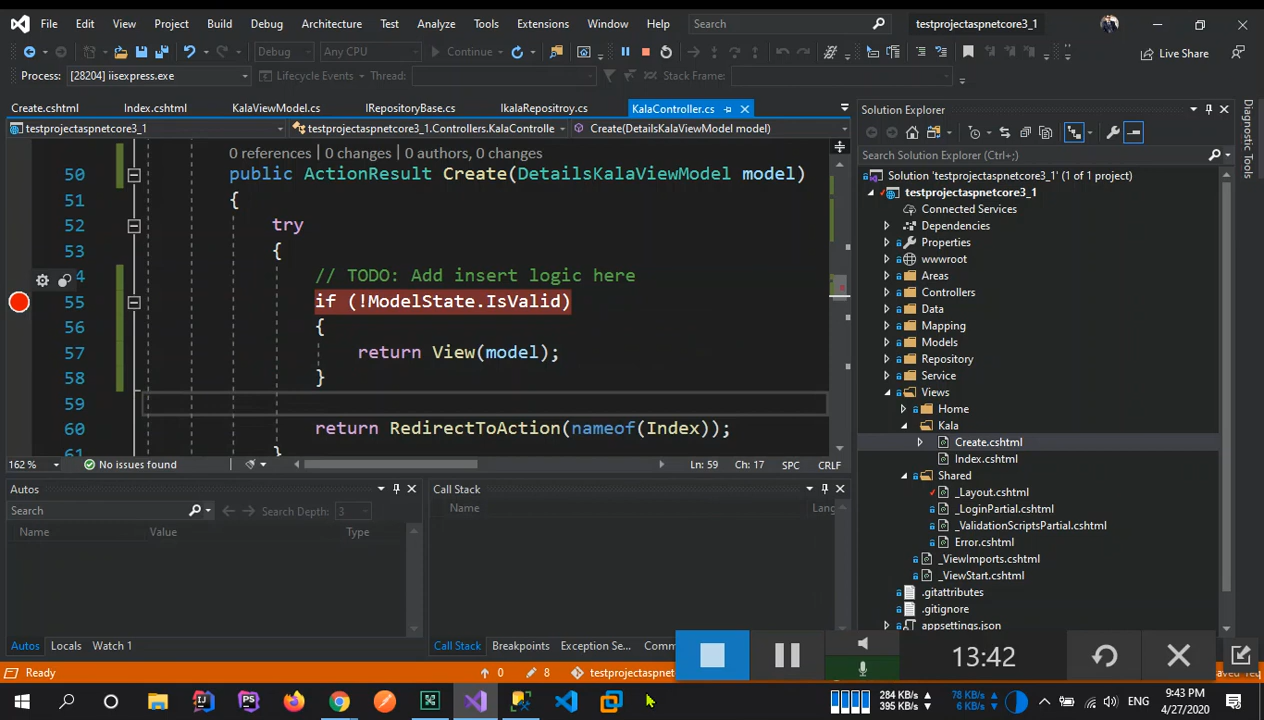 File Edit View Project Build Debug Architecture Test Analyze Tools Extensions Window Help Search testprojectaspnetcore3_1
Debug Any CPU Continue Live Share
Process: [28204] iisexpress.exe Lifecycle Events Thread: Stack Frame:
Create.cshtml Index.cshtml KalaViewModel.cs IRepositoryBase.cs IkalaRepositroy.cs KalaController.cs
testprojectaspnetcore3_1 testprojectaspnetcore3_1.Controllers.KalaControlle Create(DetailsKalaViewModel model)
0 references | 0 changes | 0 authors, 0 changes
50 public ActionResult Create(DetailsKalaViewModel model)
51 {
52 try
53 {
4 // TODO: Add insert logic here
55 if (!ModelState.IsValid)
56 {
57 return View(model);
58 }
59
60 return RedirectToAction(nameof(Index));
61 }
162 % No issues found Ln: 59 Ch: 17 SPC CRLF
Autos
Search Search Depth: 3
Name Value Type
Autos Locals Watch 1
Call Stack
Name Lang
Call Stack Breakpoints Exception Se... Comm
Solution Explorer
Search Solution Explorer (Ctrl+;)
Solution 'testprojectaspnetcore3_1' (1 of 1 project)
testprojectaspnetcore3_1
Connected Services
Dependencies
Properties
wwwroot
Areas
Controllers
Data
Mapping
Models
Repository
Service
Views
Home
Kala
Create.cshtml
Index.cshtml
Shared
_Layout.cshtml
_LoginPartial.cshtml
_ValidationScriptsPartial.cshtml
Error.cshtml
_ViewImports.cshtml
_ViewStart.cshtml
.gitattributes
.gitignore
appsettings.json
Diagnostic Tools
13:42
Ready 0 8 testprojectaspnetcore3_1
284 KB/s 395 KB/s 78 KB/s 6 KB/s ENG 9:43 PM
4/27/2020